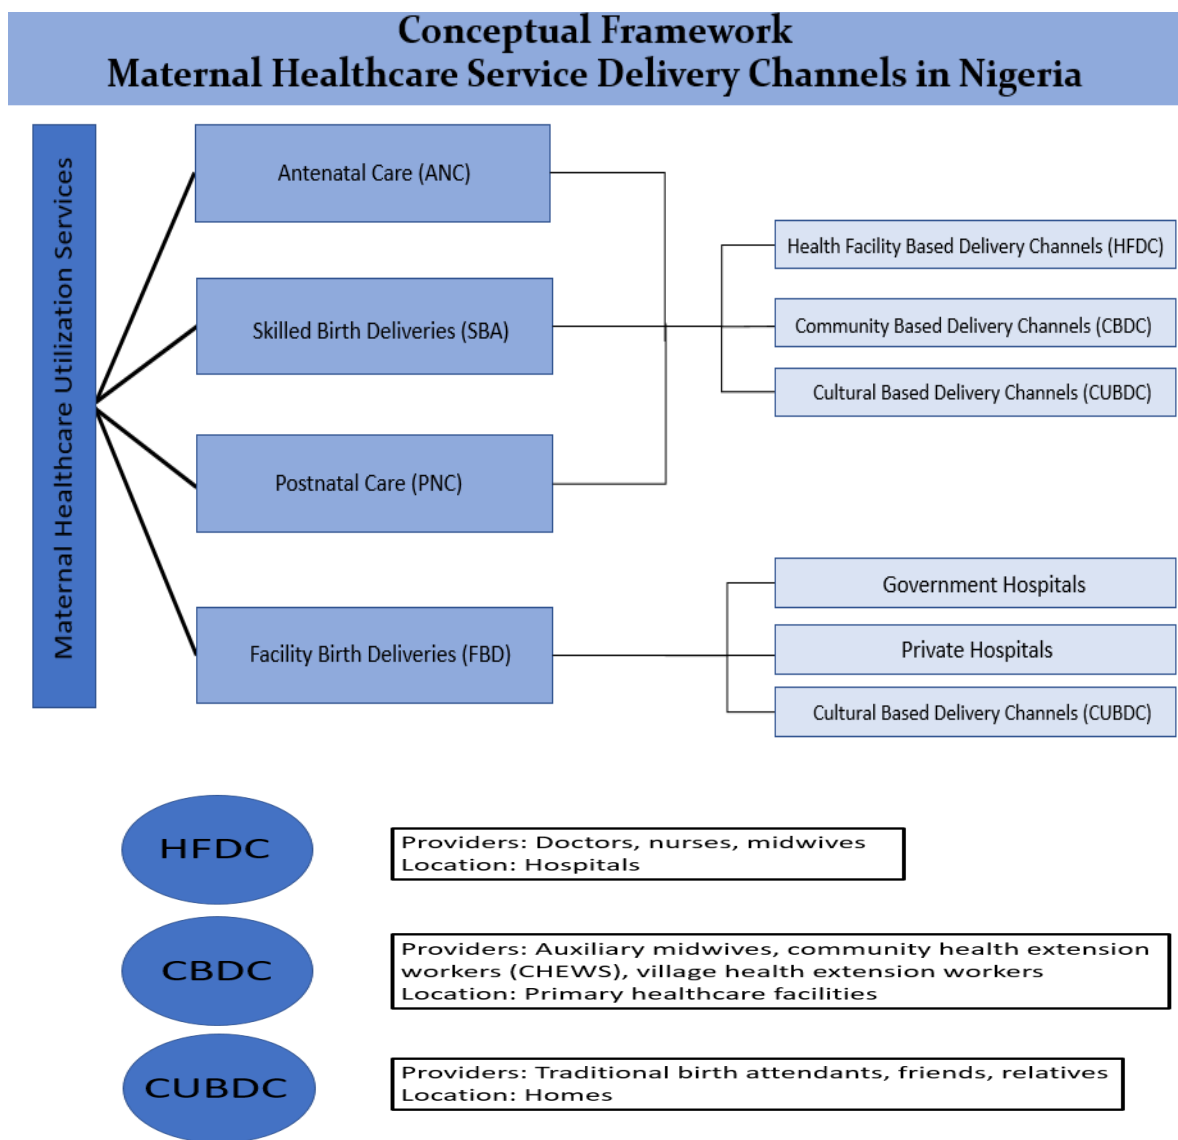 Conceptual Framework
Maternal Healthcare Service Delivery Channels in Nigeria
Maternal Healthcare Utilization Services
Antenatal Care (ANC)
Skilled Birth Deliveries (SBA)
Postnatal Care (PNC)
Facility Birth Deliveries (FBD)
Health Facility Based Delivery Channels (HFDC)
Community Based Delivery Channels (CBDC)
Cultural Based Delivery Channels (CUBDC)
Government Hospitals
Private Hospitals
Cultural Based Delivery Channels (CUBDC)
HFDC
Providers: Doctors, nurses, midwives
Location: Hospitals
CBDC
Providers: Auxiliary midwives, community health extension
workers (CHEWS), village health extension workers
Location: Primary healthcare facilities
CUBDC
Providers: Traditional birth attendants, friends, relatives
Location: Homes